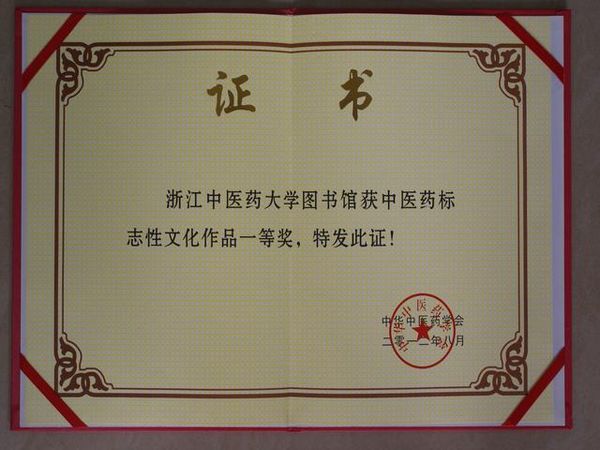 证书
浙江中医药大学图书馆获中医药标
志性文化作品一等奖，特发此证！
中华中医药学会
二零一二年八月